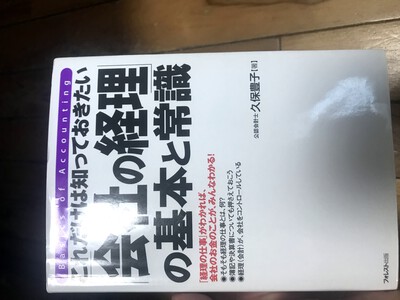 Basics of Accounting
これだけは知っておきたい
「会社の経理」
の基本と常識
「経理の仕事」がわかれば、
会社のお金のことが、みんなわかる!
●そもそも経理の仕事とは、何?
●簿記や決算書についても押さえておこう
●経理(会計)が、会社をコントロールしている
公認会計士 久保豊子[著]
フォレスト出版